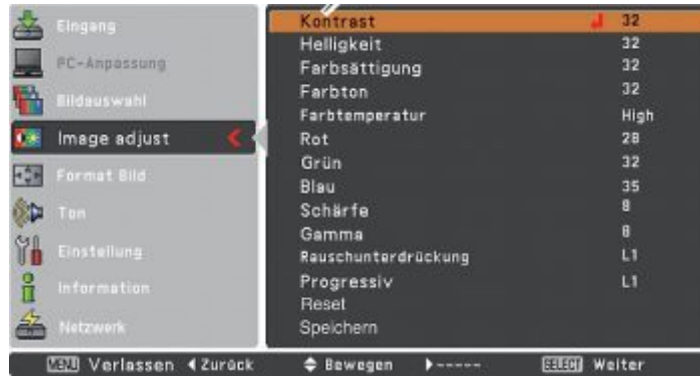 Eingang
PC-Anpassung
Bildauswahl
Image adjust
Format Bild
Ton
Einstellung
Information
Netzwerk
Kontrast 32
Helligkeit 32
Farbsättigung 32
Farbton 32
Farbtemperatur High
Rot 28
Grün 32
Blau 35
Schärfe 8
Gamma 8
Rauschunterdrückung L1
Progressiv L1
Reset
Speichern
MENU Verlassen Zurück Bewegen ----- SELECT Weiter